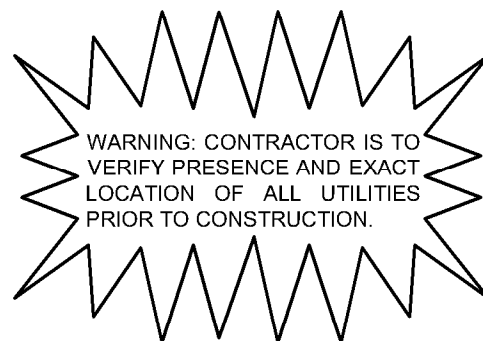 WARNING: CONTRACTOR IS TO
VERIFY PRESENCE AND EXACT
LOCATION OF ALL UTILITIES
PRIOR TO CONSTRUCTION.